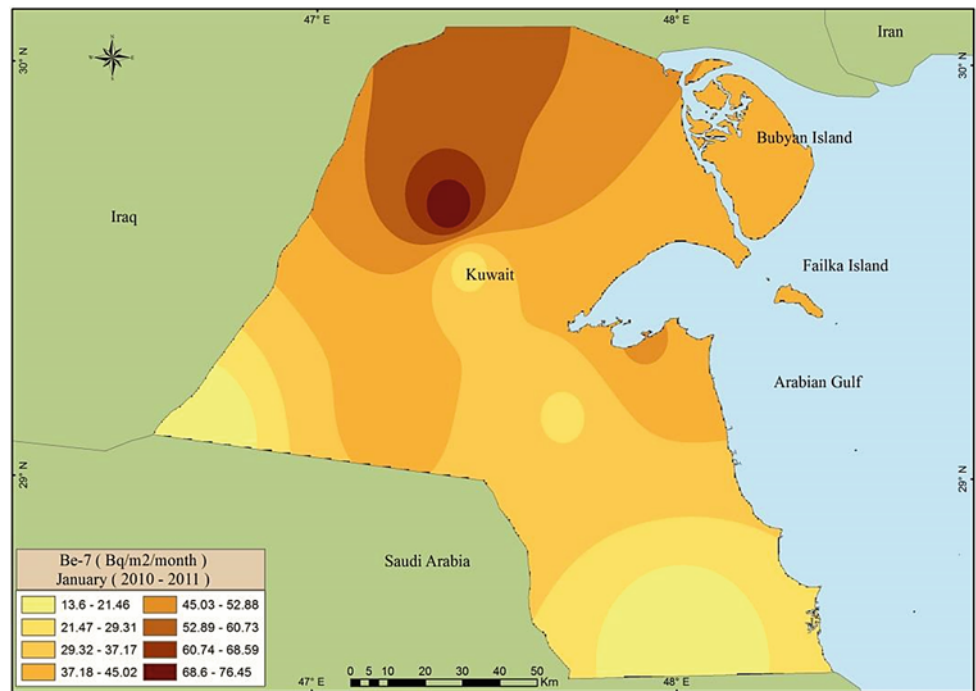 47° E
48° E
Iran
30° N
30° N
Bubyan Island
Iraq
Failka Island
Kuwait
Arabian Gulf
29° N
29° N
Saudi Arabia
Be-7 ( Bq/m2/month )
January ( 2010 - 2011 )
13.6 - 21.46
45.03 - 52.88
21.47 - 29.31
52.89 - 60.73
29.32 - 37.17
60.74 - 68.59
37.18 - 45.02
68.6 - 76.45
0 5 10 20 30 40 50
Km
47° E
48° E